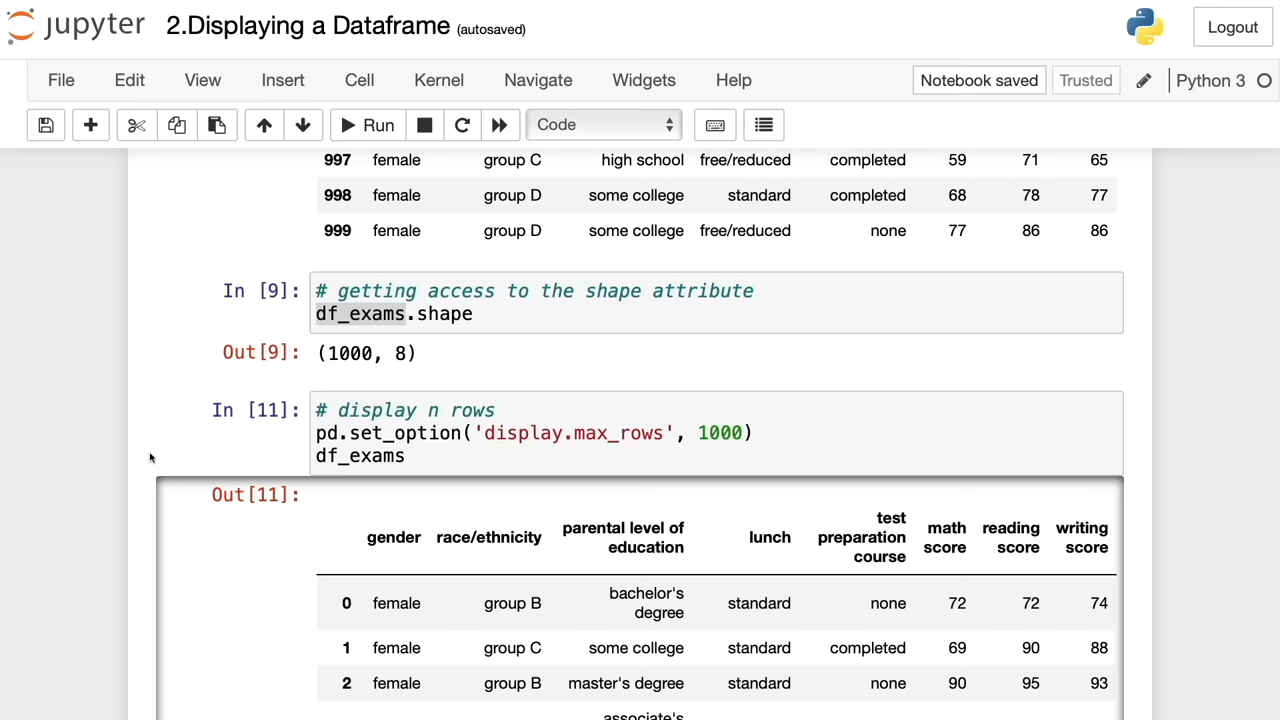 jupyter 2.Displaying a Dataframe (autosaved) Logout
File Edit View Insert Cell Kernel Navigate Widgets Help Notebook saved Trusted Python 3
Run Code
997 female group C high school free/reduced completed 59 71 65
998 female group D some college standard completed 68 78 77
999 female group D some college free/reduced none 77 86 86
In [9]: # getting access to the shape attribute
df_exams.shape
Out[9]: (1000, 8)
In [11]: # display n rows
pd.set_option('display.max_rows', 1000)
df_exams
Out[11]:
gender race/ethnicity parental level of education lunch test preparation course math score reading score writing score
0 female group B bachelor's degree standard none 72 72 74
1 female group C some college standard completed 69 90 88
2 female group B master's degree standard none 90 95 93
associate's